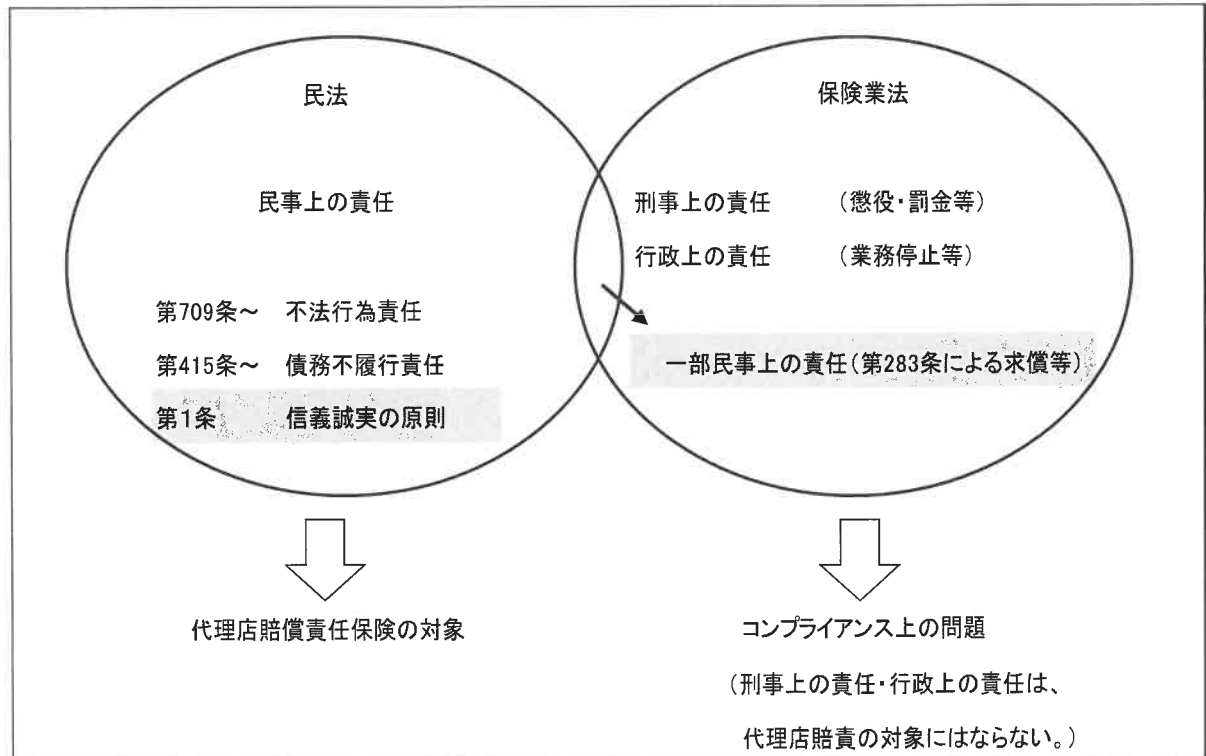 民法
保険業法
民事上の責任
刑事上の責任 （懲役・罰金等）
行政上の責任 （業務停止等）
第709条～ 不法行為責任
第415条～ 債務不履行責任
第1条 信義誠実の原則
一部民事上の責任（第283条による求償等）
代理店賠償責任保険の対象
コンプライアンス上の問題
（刑事上の責任・行政上の責任は、
代理店賠責の対象にはならない。）